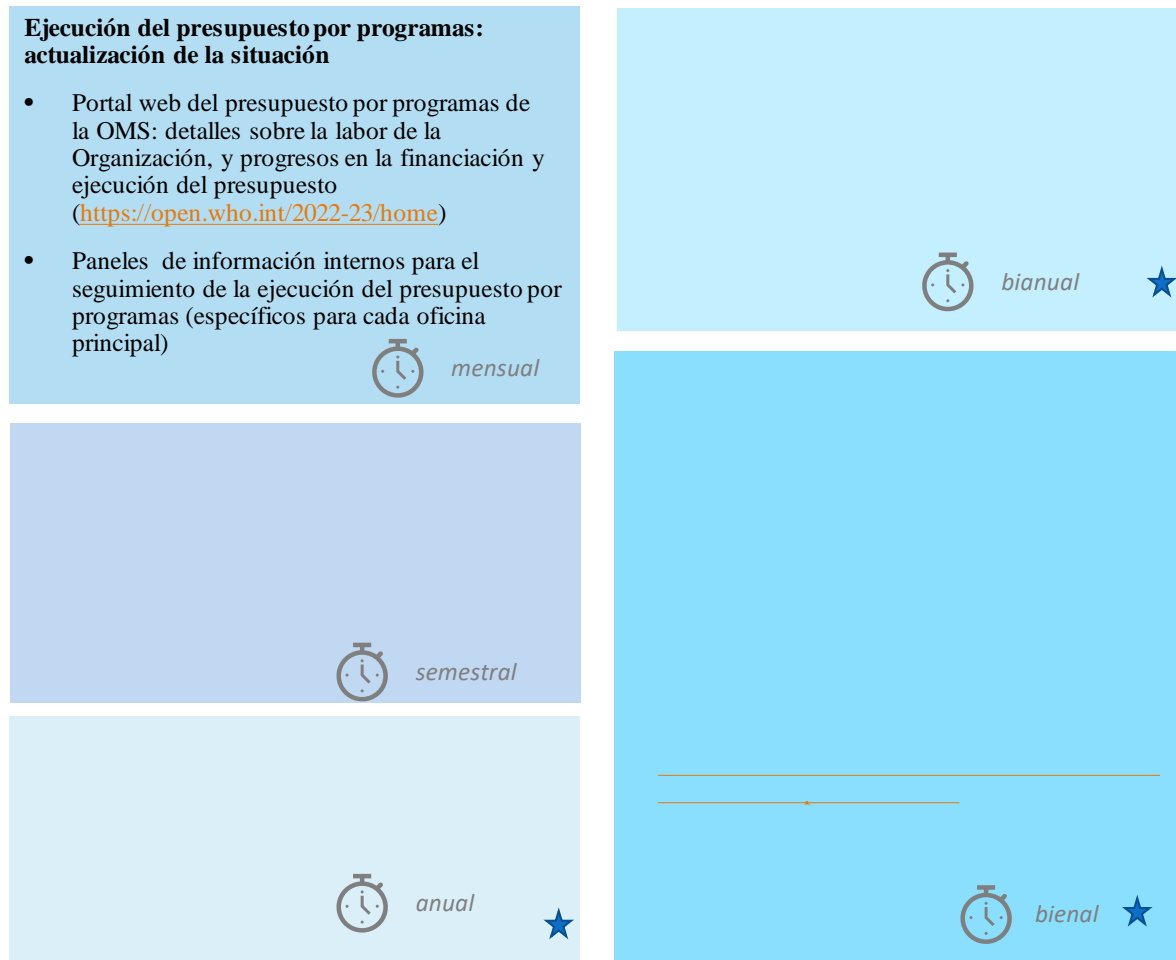 Ejecución del presupuesto por programas:
actualización de la situación
• Portal web del presupuesto por programas de
la OMS: detalles sobre la labor de la
Organización, y progresos en la financiación y
ejecución del presupuesto
(https://open.who.int/2022-23/home)
• Paneles de información internos para el
seguimiento de la ejecución del presupuesto por
programas (específicos para cada oficina
principal)
mensual
semestral
anual
bianual
bienal